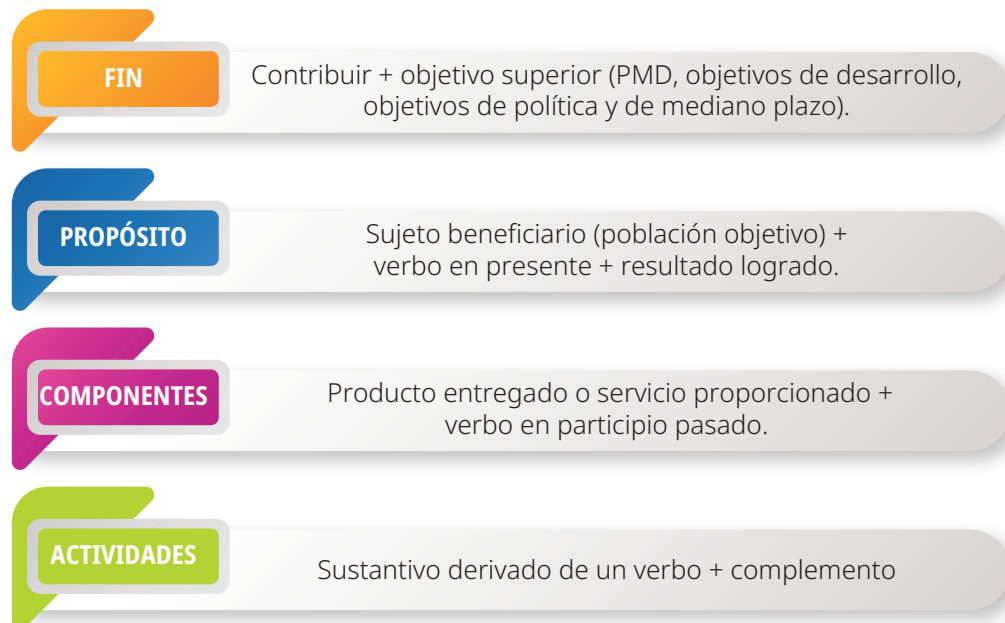 FIN
Contribuir + objetivo superior (PMD, objetivos de desarrollo,
objetivos de política y de mediano plazo).
PROPÓSITO
Sujeto beneficiario (población objetivo) +
verbo en presente + resultado logrado.
COMPONENTES
Producto entregado o servicio proporcionado +
verbo en participio pasado.
ACTIVIDADES
Sustantivo derivado de un verbo + complemento